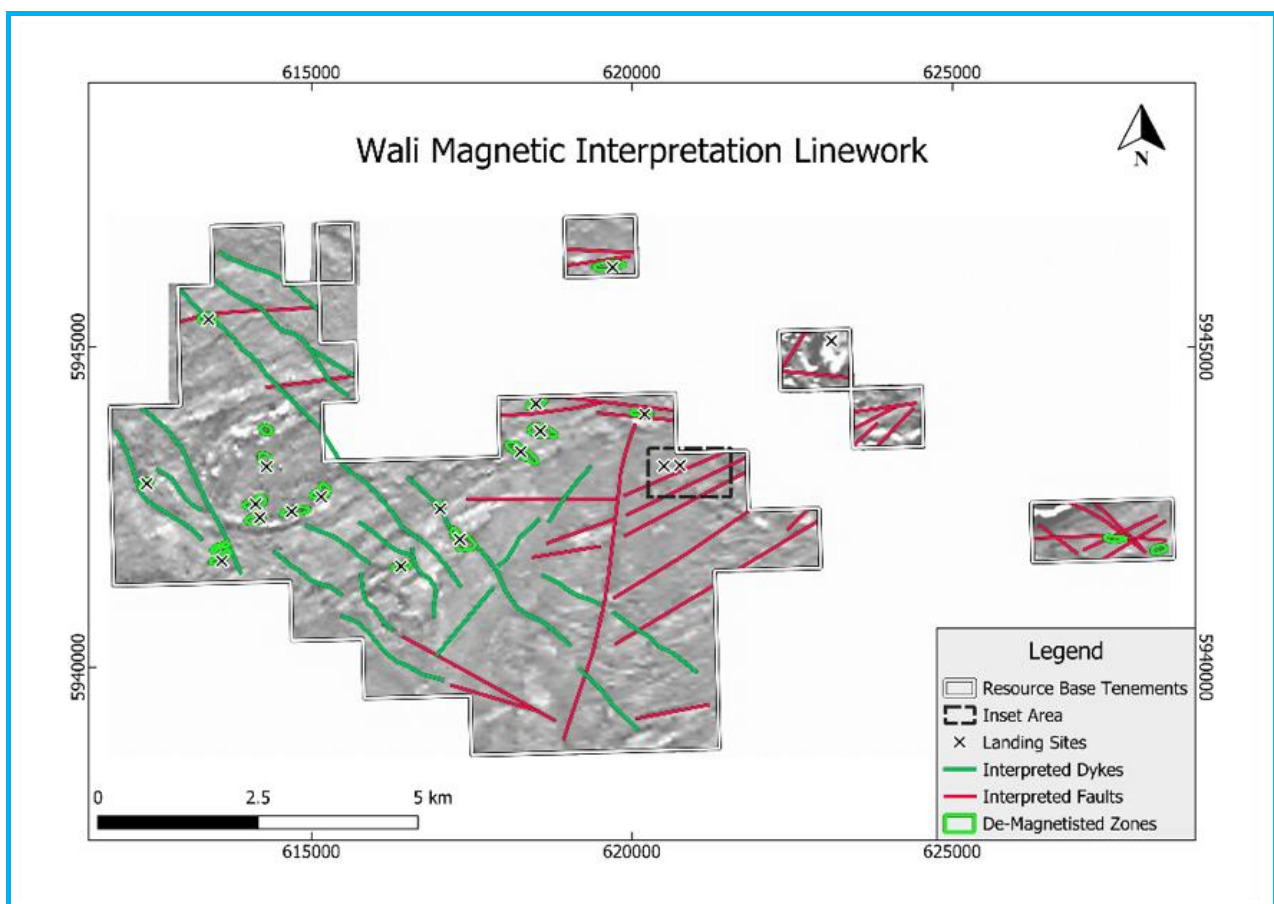 615000
620000
625000
Wali Magnetic Interpretation Linework
N
5945000
5945000
5940000
5940000
Legend
Resource Base Tenements
Inset Area
Landing Sites
Interpreted Dykes
Interpreted Faults
De-Magnetisted Zones
0
2.5
5 km
615000
620000
625000